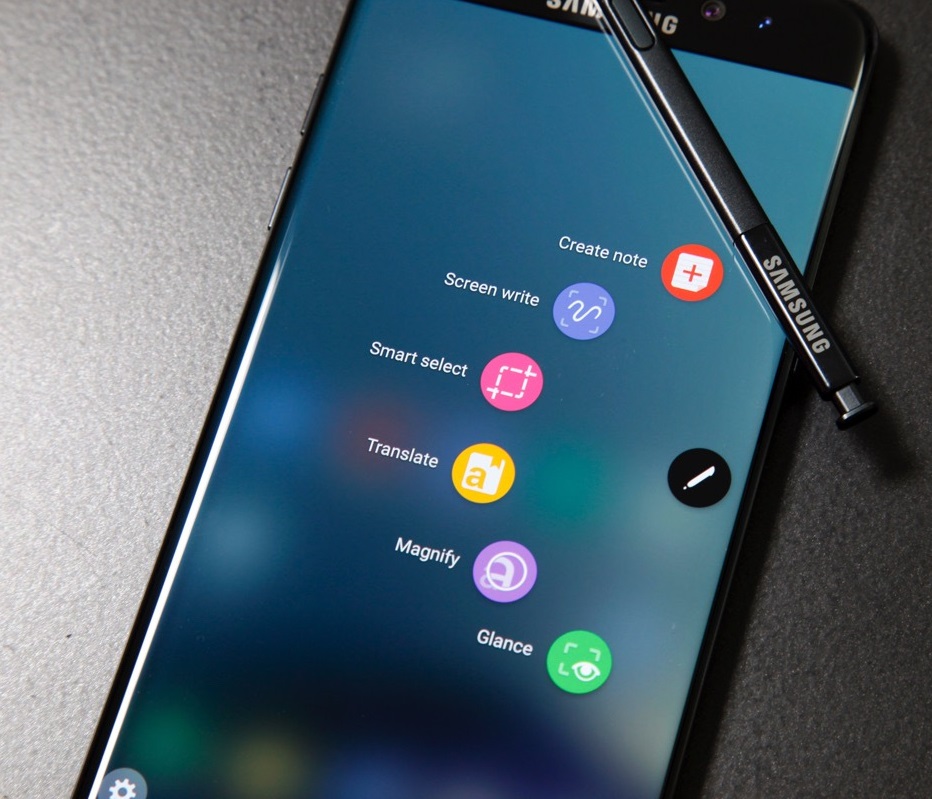 SAMSUNG
Create note
Screen write
SAMSUNG
Smart select
Translate
Magnify
Glance